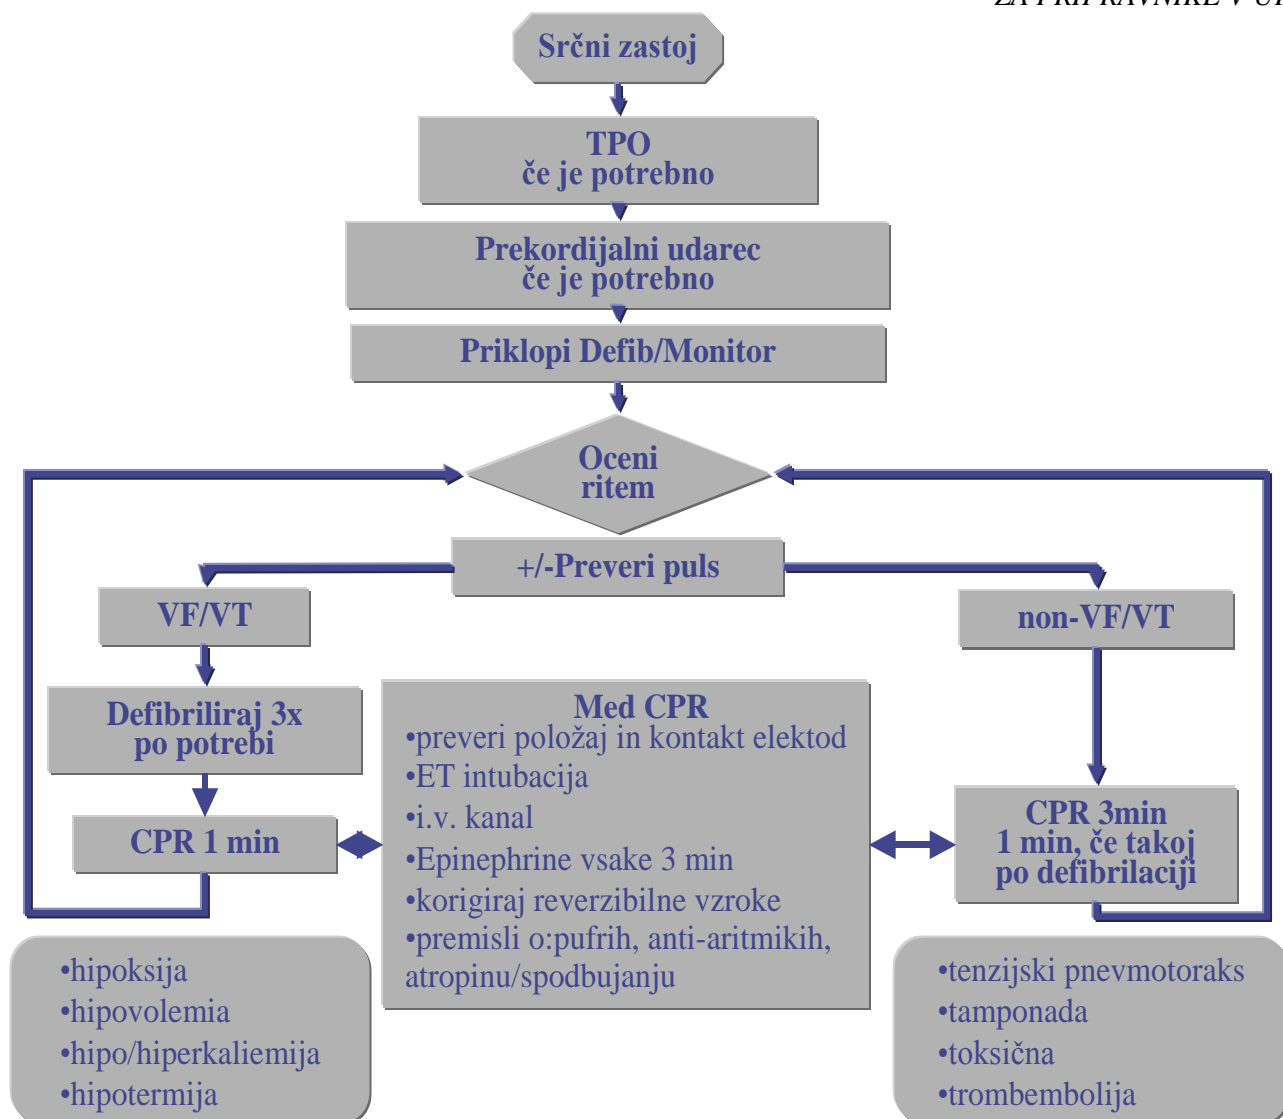 ZA PRIPRAVNIKE V
Srčni zastoj
TPO
če je potrebno
Prekordijalni udarec
če je potrebno
Priklopi Defib/Monitor
Oceni
ritem
+/-Preveri puls
VF/VT
non-VF/VT
Defibriliraj 3x
po potrebi
CPR 1 min
Med CPR
•preveri položaj in kontakt elektod
•ET intubacija
•i.v. kanal
•Epinephrine vsake 3 min
•korigiraj reverzibilne vzroke
•premisli o:pufrih, anti-aritmikih,
atropinu/spodbujanju
CPR 3min
1 min, če takoj
po defibrilaciji
•hipoksija
•hipovolemia
•hipo/hiperkaliemija
•hipotermija
•tenzijski pnevmotoraks
•tamponada
•toksična
•trombembolija